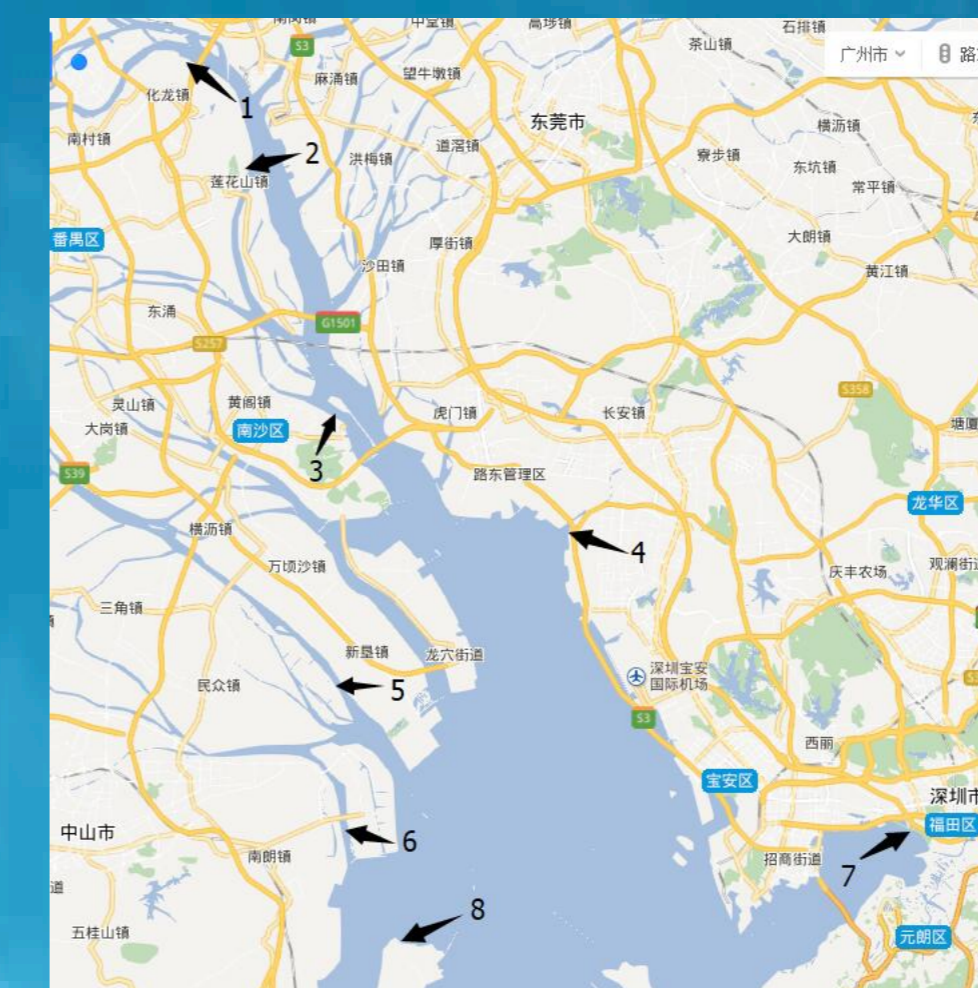 中堂镇
高埗镇
石排镇
茶山镇
广州市
路
S3
麻涌镇
望牛墩镇
化龙镇
1
东莞市
横沥镇
南村镇
2
洪梅镇
道滘镇
寮步镇
东坑镇
莲花山镇
常平镇
番禺区
厚街镇
大朗镇
沙田镇
黄江镇
东涌
G1501
S257
S358
灵山镇
黄阁镇
虎门镇
长安镇
大岗镇
南沙区
塘厦
3
S39
路东管理区
龙华区
横沥镇
4
万顷沙镇
庆丰农场
观澜街
三角镇
新垦镇
龙穴街道
深圳宝安
国际机场
民众镇
5
S3
西丽
宝安区
深圳市
中山市
福田区
6
南朗镇
招商街道
7
道
8
五桂山镇
元朗区